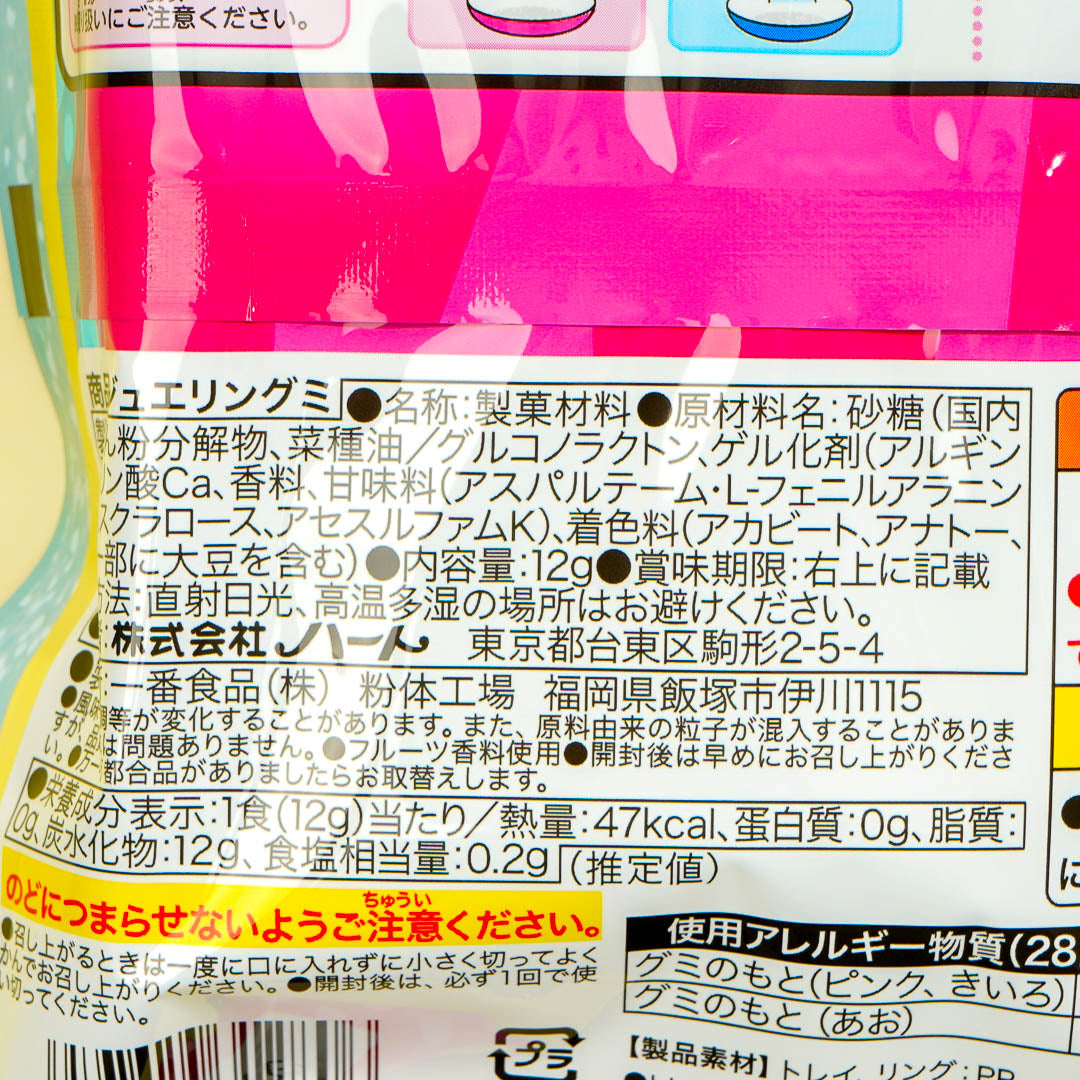 扱いにご注意ください。
商品 ジュエリングミ ●名称:製菓材料●原材料名:砂糖(国内
製 ん粉分解物、菜種油／グルコノラクトン、ゲル化剤(アルギン
ン酸Ca、香料、甘味料(アスパルテーム・L-フェニルアラニン
スクラロース、アセスルファムK)、着色料(アカビート、アナトー、
一部に大豆を含む)●内容量:12g●賞味期限:右上に記載
方法:直射日光、高温多湿の場所はお避けください。
株式会社 ハート 東京都台東区駒形2-5-4
一番食品(株) 粉体工場 福岡県飯塚市伊川1115
●風味 等が変化することがあります。また、原料由来の粒子が混入することがありま
すが、品 は問題ありません。●フルーツ香料使用●開封後は早めにお召し上がりくださ
い。●万一 都合品がありましたらお取替えします。
●栄養成分表示:1食(12g)当たり／熱量:47kcal、蛋白質:0g、脂質:
0g、炭水化物:12g、食塩相当量:0.2g (推定値)
ちゅうい
のどにつまらせないようご注意ください。
●召し上がるときは一度に口に入れずに小さく切ってよく
かんでお召し上がりください。●開封後は、必ず1回で使
い切ってください。
使用アレルギー物質(28
グミのもと(ピンク、きいろ)
グミのもと (あお)
プラ
【製品素材】トレイ、リング:PP
に